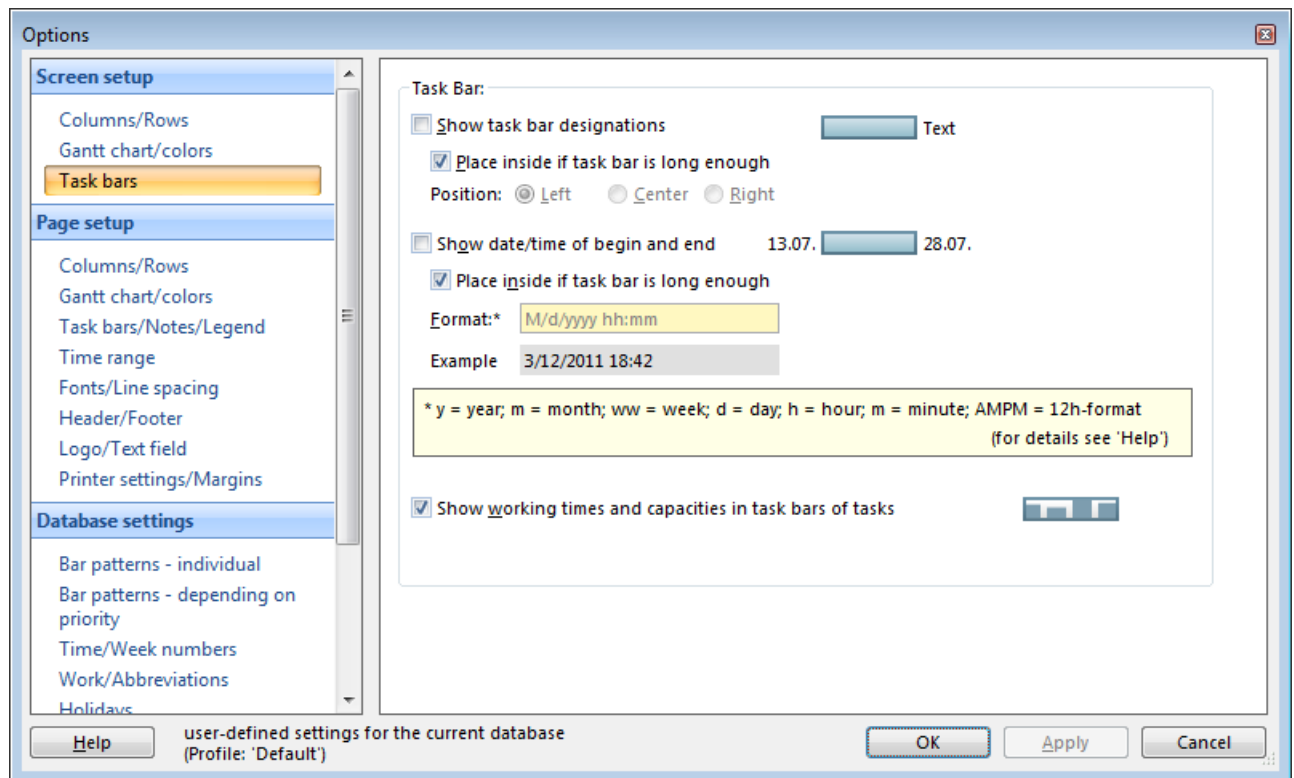 Options
Screen setup
Columns/Rows
Gantt chart/colors
Task bars
Page setup
Columns/Rows
Gantt chart/colors
Task bars/Notes/Legend
Time range
Fonts/Line spacing
Header/Footer
Logo/Text field
Printer settings/Margins
Database settings
Bar patterns - individual
Bar patterns - depending on
priority
Time/Week numbers
Work/Abbreviations
Holidays
Task Bar:
Show task bar designations Text
Place inside if task bar is long enough
Position: Left Center Right
Show date/time of begin and end 13.07. 28.07.
Place inside if task bar is long enough
Format:* M/d/yyyy hh:mm
Example 3/12/2011 18:42
* y = year; m = month; ww = week; d = day; h = hour; m = minute; AMPM = 12h-format
(for details see 'Help')
Show working times and capacities in task bars of tasks
Help
user-defined settings for the current database
(Profile: 'Default')
OK Apply Cancel